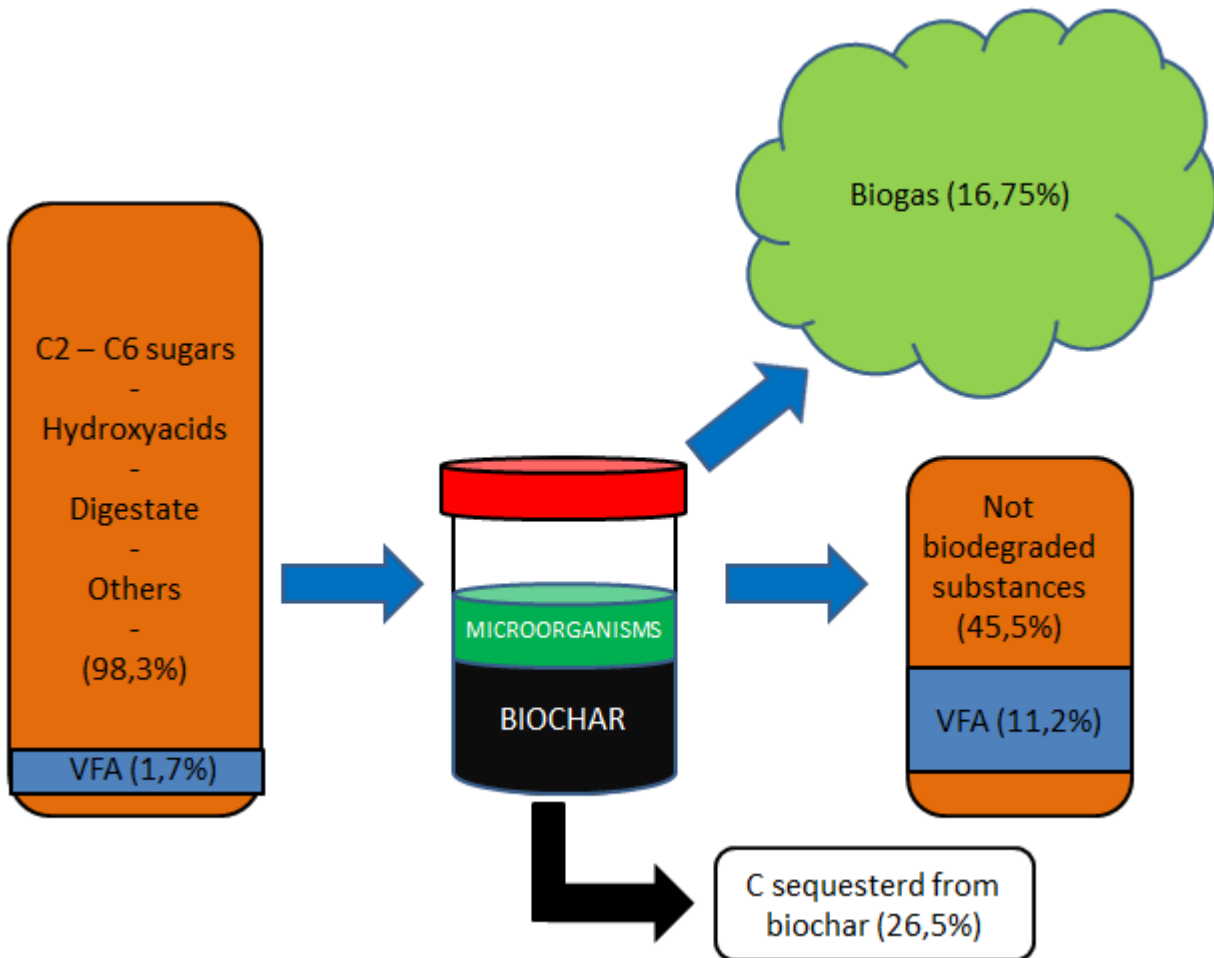 C2 – C6 sugars
-
Hydroxyacids
-
Digestate
-
Others
-
(98,3%)
VFA (1,7%)
MICROORGANISMS
BIOCHAR
Biogas (16,75%)
Not
biodegraded
substances
(45,5%)
VFA (11,2%)
C sequesterd from
biochar (26,5%)